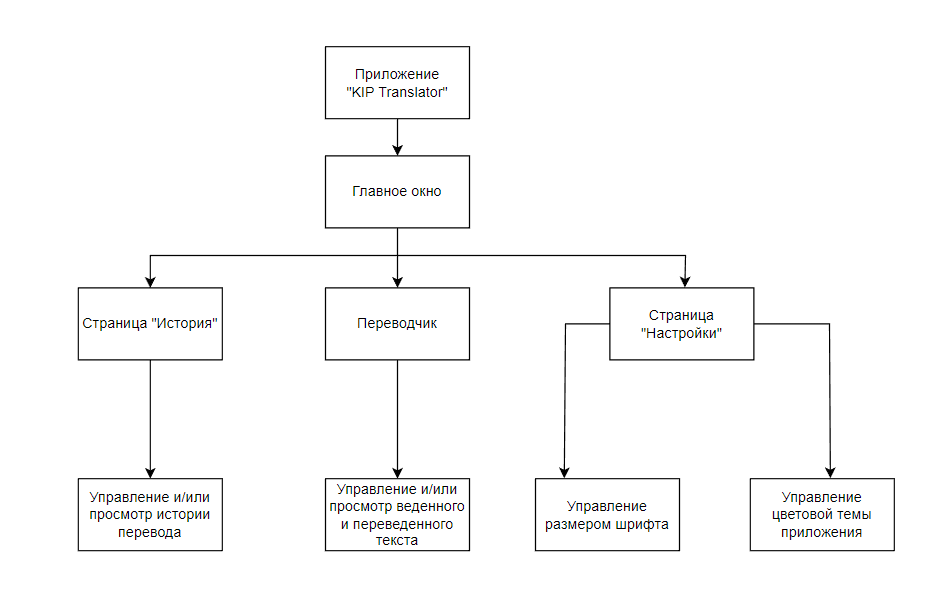 Приложение
"KIP Translator"
Главное окно
Страница "История"
Переводчик
Страница
"Настройки"
Управление и/или
просмотр истории
перевода
Управление и/или
просмотр веденного
и переведенного
текста
Управление
размером шрифта
Управление
цветовой темы
приложения